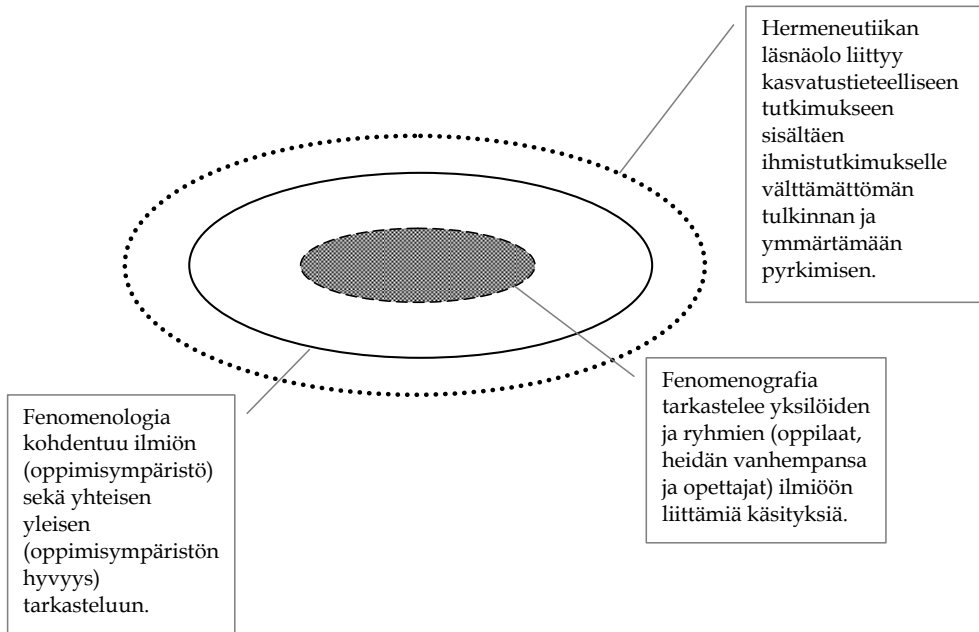 Hermeneutiikan
läsnäolo liittyy
kasvatustieteelliseen
tutkimukseen
sisältäen
ihmistutkimukselle
välttämättömän
tulkinnan ja
ymmärtämään
pyrkimisen.
Fenomenografia
tarkastelee yksilöiden
ja ryhmien (oppilaat,
heidän vanhempansa
ja opettajat) ilmiöön
liittämiä käsityksiä.
Fenomenologia
kohdentuu ilmiön
(oppimisympäristö)
sekä yhteisen
yleisen
(oppimisympäristön
hyvyys)
tarkasteluun.